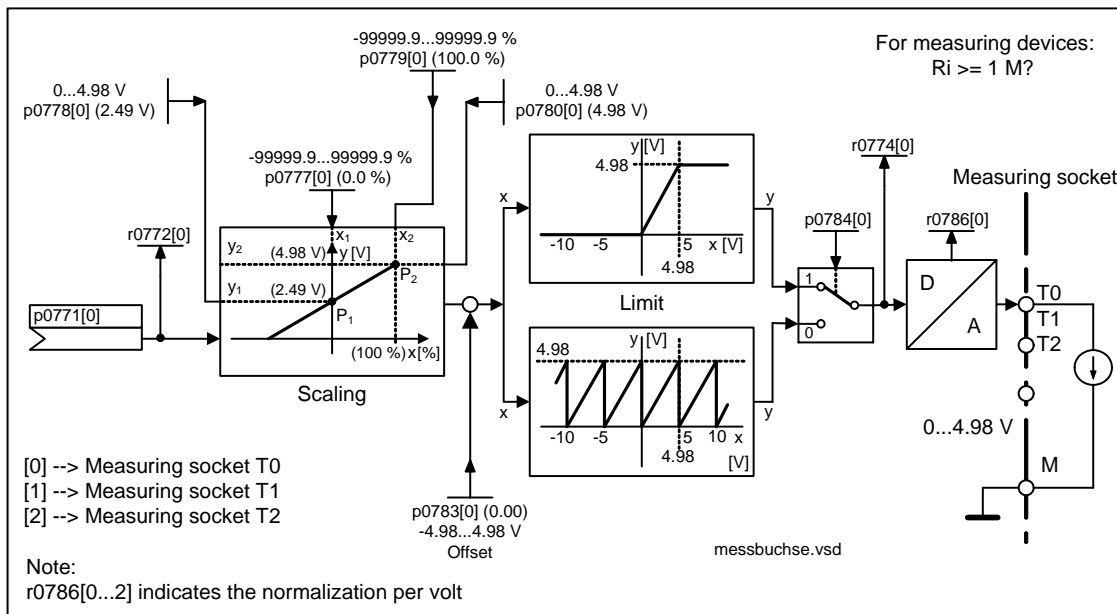 -99999.9...99999.9 %
p0779[0] (100.0 %)
For measuring devices:
Ri >= 1 M?
0...4.98 V
p0778[0] (2.49 V)
0...4.98 V
p0780[0] (4.98 V)
-99999.9...99999.9 %
p0777[0] (0.0 %)
r0772[0]
p0771[0]
x1
x2
y2
(4.98 V)
y [V]
P2
y1
(2.49 V)
P1
(100 %)
x [%]
Scaling
y [V]
4.98
x
-10
-5
5
x [V]
4.98
y
Limit
y [V]
4.98
x
-10
-5
5
10
x
4.98
[V]
y
p0783[0] (0.00)
-4.98...4.98 V
Offset
r0774[0]
p0784[0]
1
0
r0786[0]
D
A
Measuring socket
T0
T1
T2
0...4.98 V
M
messbuchse.vsd
[0] --> Measuring socket T0
[1] --> Measuring socket T1
[2] --> Measuring socket T2
Note:
r0786[0...2] indicates the normalization per volt